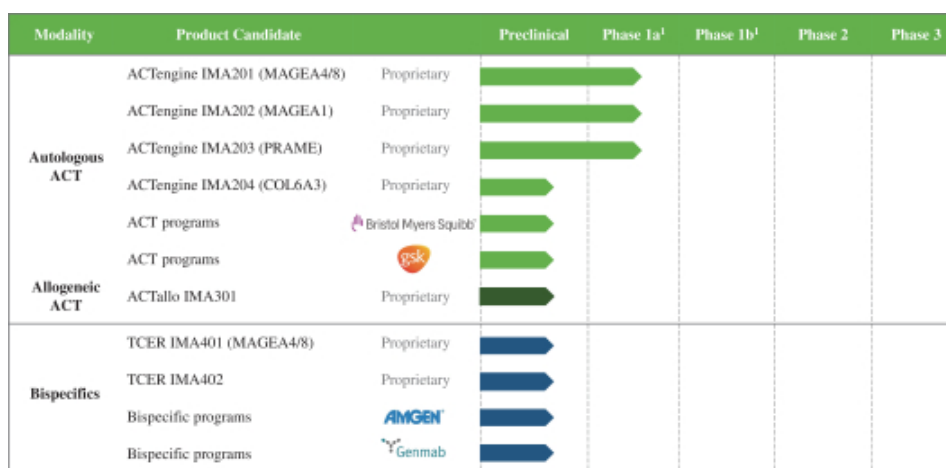 Modality Product Candidate Preclinical Phase 1a¹ Phase 1b¹ Phase 2 Phase 3
ACTengine IMA201 (MAGEA4/8) Proprietary
ACTengine IMA202 (MAGEA1) Proprietary
Autologous ACT
ACTengine IMA203 (PRAME) Proprietary
ACTengine IMA204 (COL6A3) Proprietary
ACT programs Bristol Myers Squibb
ACT programs gsk
Allogeneic ACT
ACTallo IMA301 Proprietary
TCER IMA401 (MAGEA4/8) Proprietary
TCER IMA402 Proprietary
Bispecifics
Bispecific programs AMGEN
Bispecific programs Genmab